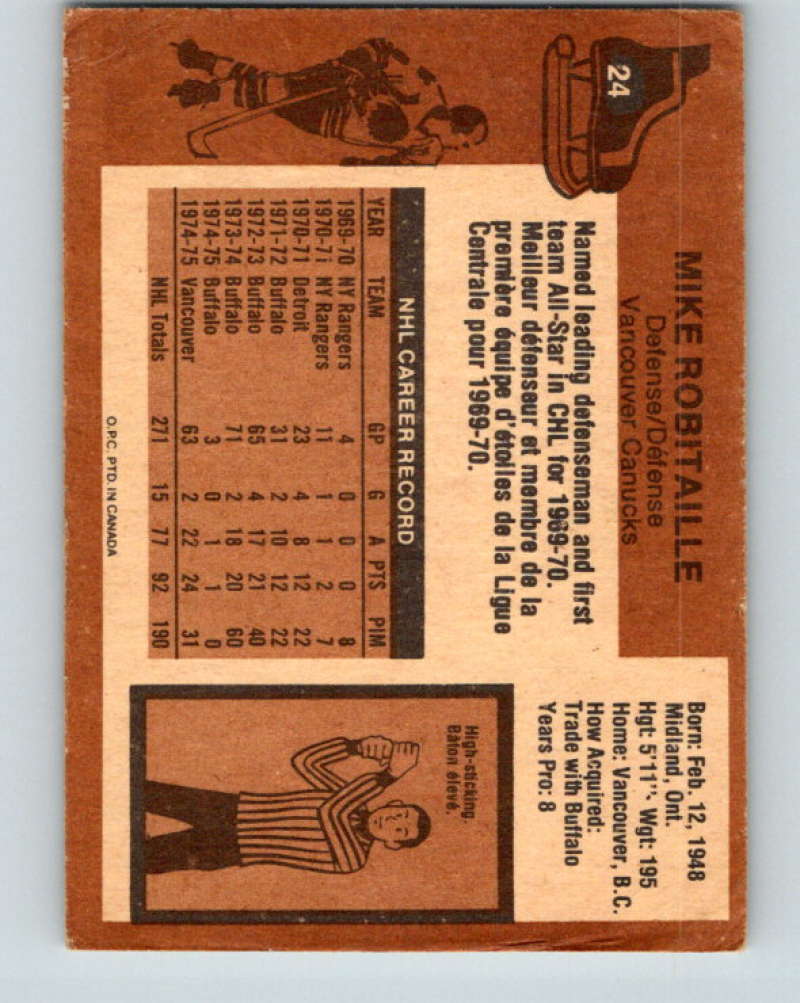 24
MIKE ROBITAILLE
Defense/Défense
Vancouver Canucks
Named leading defenseman and first
team All-Star in CHL for 1969-70.
Meilleur défenseur et membre de la
première équipe d'étoiles de la Ligue
Centrale pour 1969-70.
NHL CAREER RECORD
YEAR TEAM GP G A PTS PIM
1969-70 NY Rangers 4 0 0 0 8
1970-71 NY Rangers 11 1 1 2 7
1970-71 Detroit 23 4 8 12 22
1971-72 Buffalo 31 2 10 12 22
1972-73 Buffalo 65 4 17 21 40
1973-74 Buffalo 71 2 18 20 60
1974-75 Buffalo 3 0 1 1 0
1974-75 Vancouver 63 2 22 24 31
NHL Totals 271 15 77 92 190
O.P.C. PTD. IN CANADA
Born: Feb. 12, 1948
Midland, Ont.
Hgt: 5'11" Wgt: 195
Home: Vancouver, B.C.
How Acquired:
Trade with Buffalo
Years Pro: 8
High-sticking.
Bâton élevé.